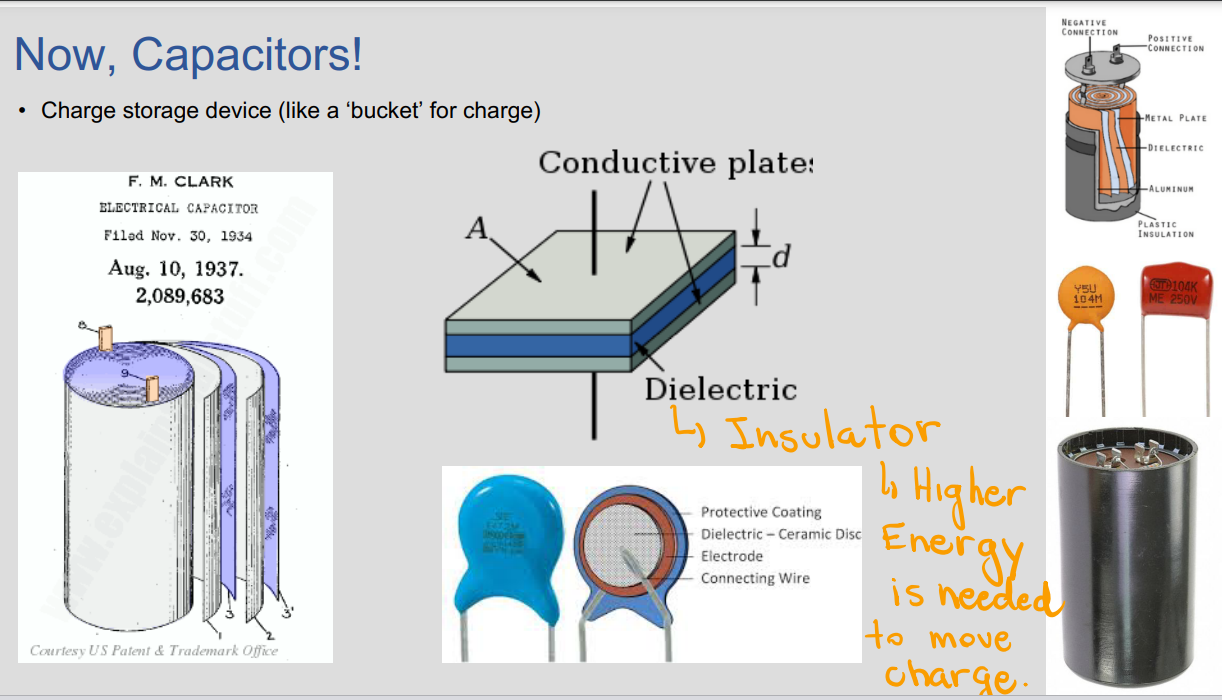 Now, Capacitors!
• Charge storage device (like a ‘bucket’ for charge)
F. M. CLARK
ELECTRICAL CAPACITOR
Filed Nov. 30, 1934
Aug. 10, 1937.
2,089,683
8
9
3
3'
1
2
Courtesy US Patent & Trademark Office
Conductive plates
A
d
Dielectric
↳ Insulator
↳ Higher
Energy
is needed
to move
charge.
Protective Coating
Dielectric – Ceramic Disc
Electrode
Connecting Wire
NEGATIVE
CONNECTION
POSITIVE
CONNECTION
METAL PLATE
DIELECTRIC
ALUMINUM
PLASTIC
INSULATION
Y5U
104M
104K
ME 250V